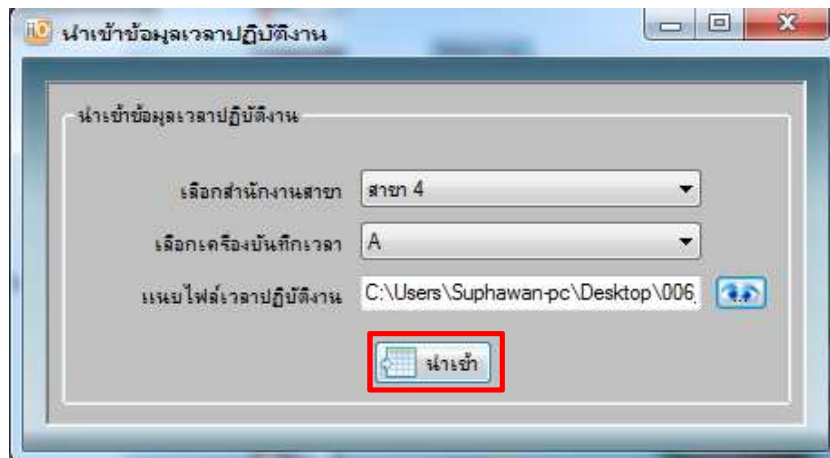 นำเข้าข้อมูลเวลาปฏิบัติงาน
นำเข้าข้อมูลเวลาปฏิบัติงาน
เลือกสำนักงานสาขา สาขา 4
เลือกเครื่องบันทึกเวลา A
แนบไฟล์เวลาปฏิบัติงาน C:\Users\Suphawan-pc\Desktop\006_
นำเข้า